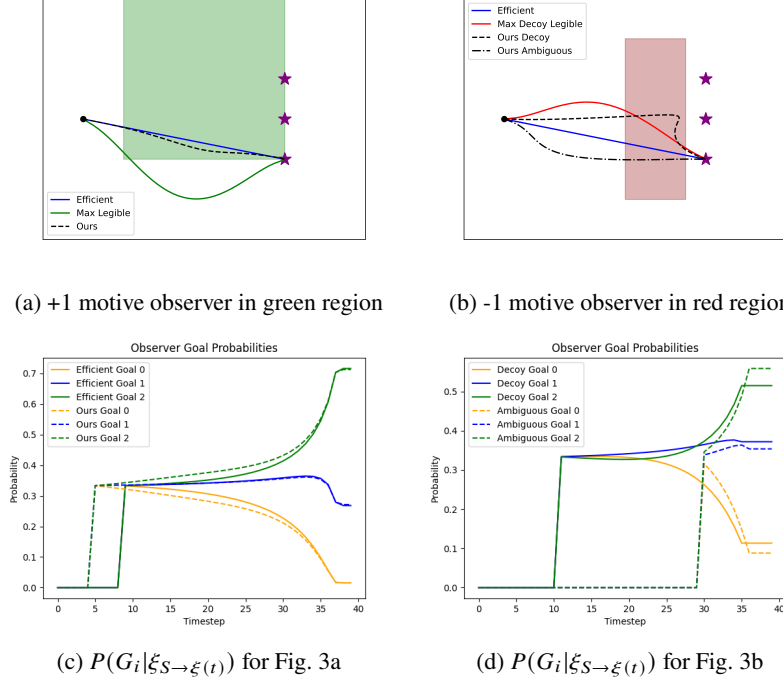 Efficient
Max Legible
Ours
Efficient
Max Decoy Legible
Ours Decoy
Ours Ambiguous
(a) +1 motive observer in green region
(b) -1 motive observer in red region
Observer Goal Probabilities
Efficient Goal 0
Efficient Goal 1
Efficient Goal 2
Ours Goal 0
Ours Goal 1
Ours Goal 2
Probability
0.7
0.6
0.5
0.4
0.3
0.2
0.1
0.0
0 5 10 15 20 25 30 35 40
Timestep
Observer Goal Probabilities
Decoy Goal 0
Decoy Goal 1
Decoy Goal 2
Ambiguous Goal 0
Ambiguous Goal 1
Ambiguous Goal 2
Probability
0.5
0.4
0.3
0.2
0.1
0.0
0 5 10 15 20 25 30 35 40
Timestep
(c) P(G_i|ξ_{S→ξ(t)}) for Fig. 3a
(d) P(G_i|ξ_{S→ξ(t)}) for Fig. 3b